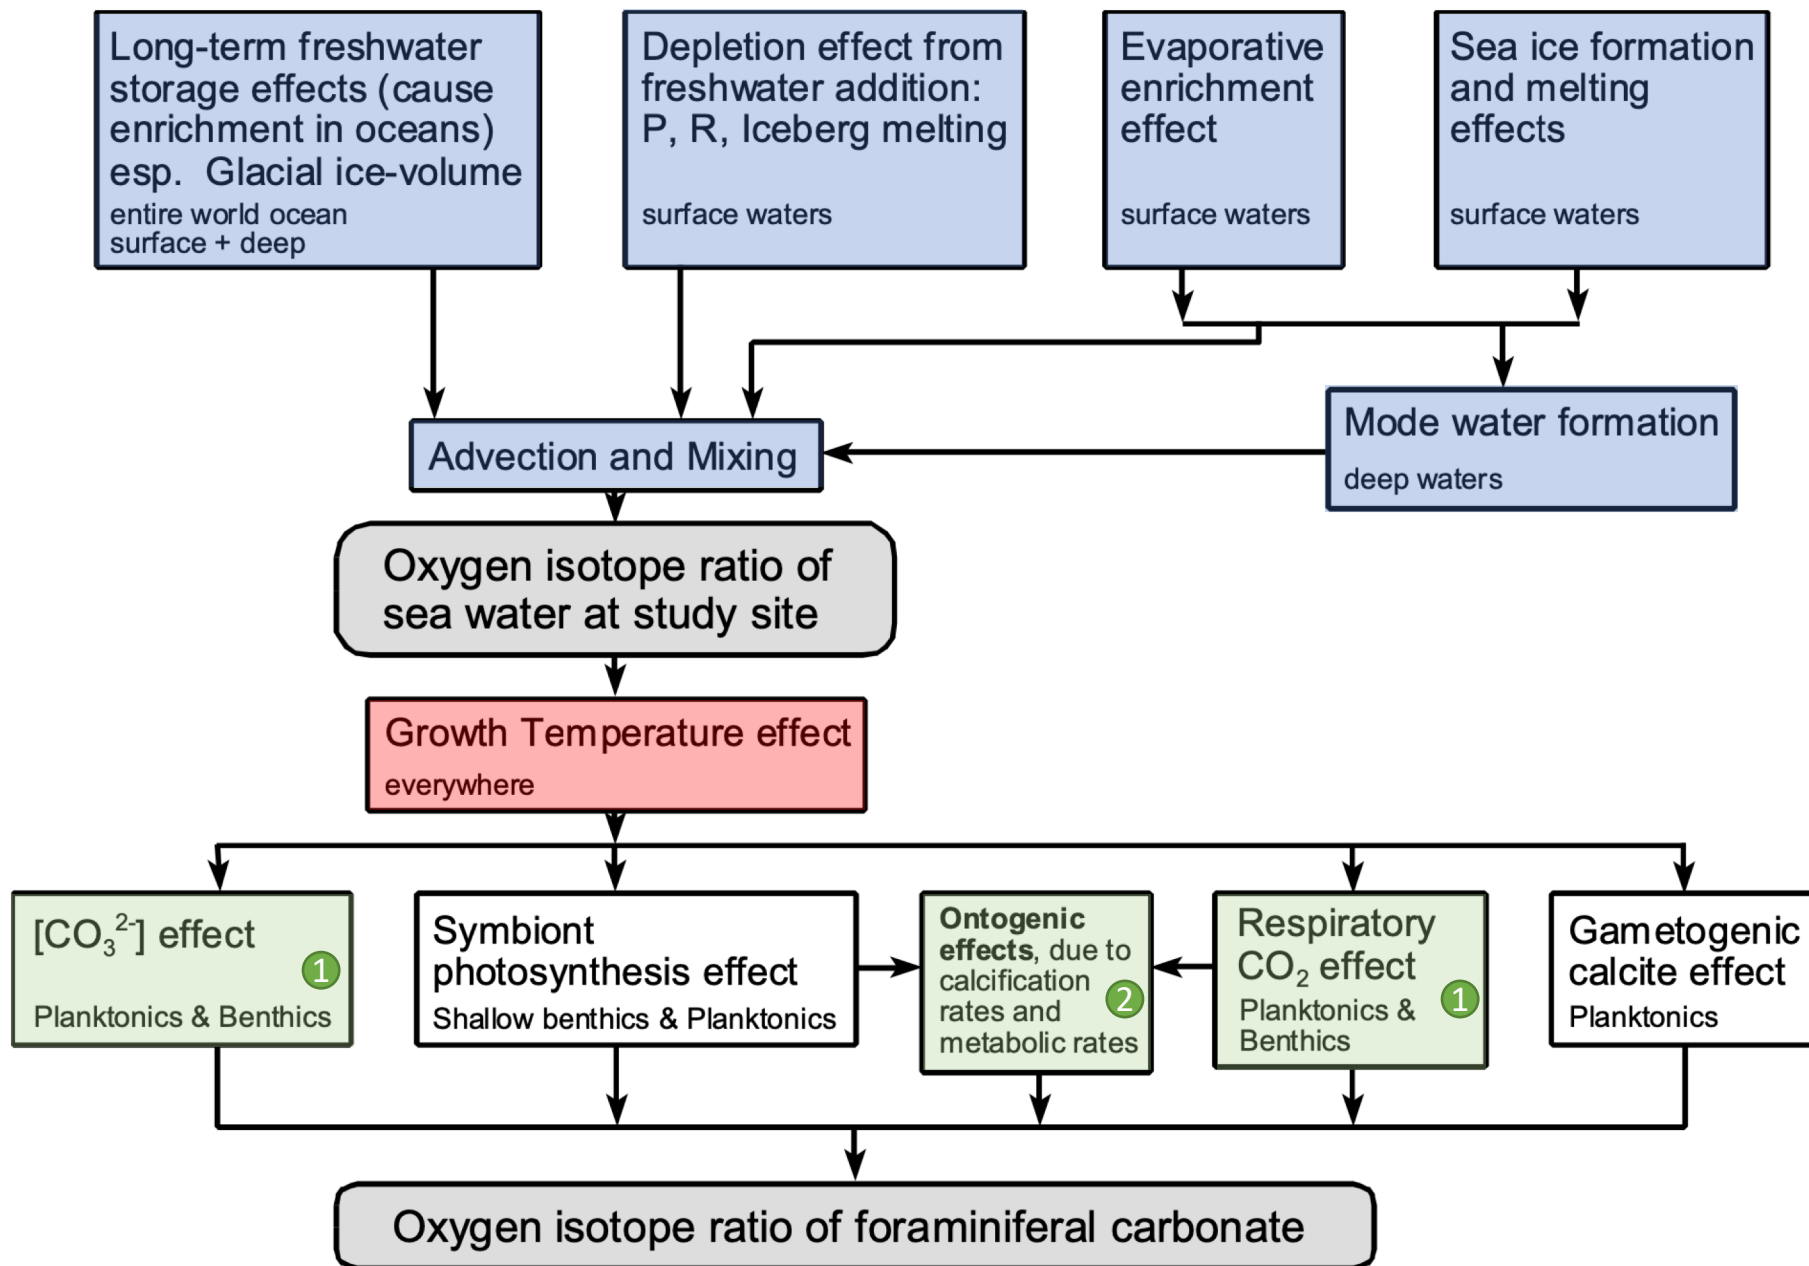 Long-term freshwater
storage effects (cause
enrichment in oceans)
esp. Glacial ice-volume
entire world ocean
surface + deep
Depletion effect from
freshwater addition:
P, R, Iceberg melting
surface waters
Evaporative
enrichment
effect
surface waters
Sea ice formation
and melting
effects
surface waters
Advection and Mixing
Mode water formation
deep waters
Oxygen isotope ratio of
sea water at study site
Growth Temperature effect
everywhere
[CO₃²⁻] effect
1
Planktonics & Benthics
Symbiont
photosynthesis effect
Shallow benthics & Planktonics
Ontogenic
effects, due to
calcification
rates and
metabolic rates
2
Respiratory
CO₂ effect
Planktonics &
Benthics
1
Gametogenic
calcite effect
Planktonics
Oxygen isotope ratio of foraminiferal carbonate